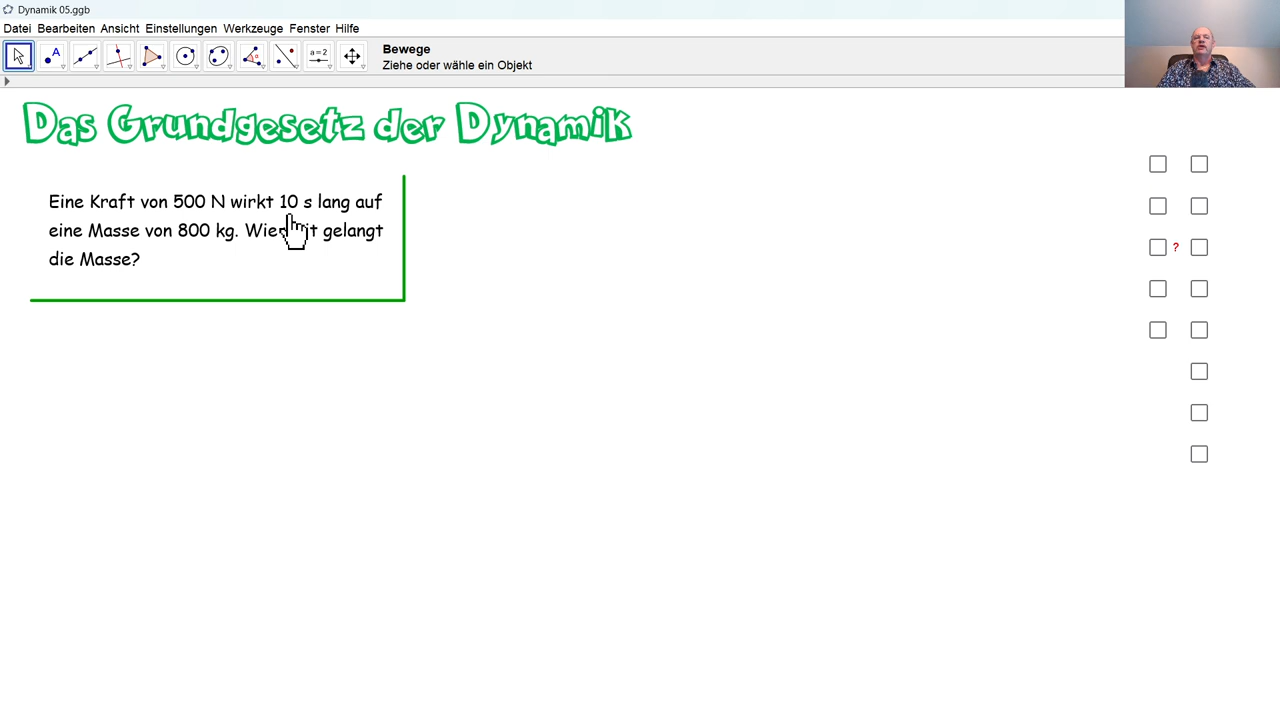 Dynamik 05.ggb
Datei Bearbeiten Ansicht Einstellungen Werkzeuge Fenster Hilfe
A
a=2
Bewege
Ziehe oder wähle ein Objekt
Das Grundgesetz der Dynamik
Eine Kraft von 500 N wirkt 10 s lang auf
eine Masse von 800 kg. gelangt
die Masse?
?